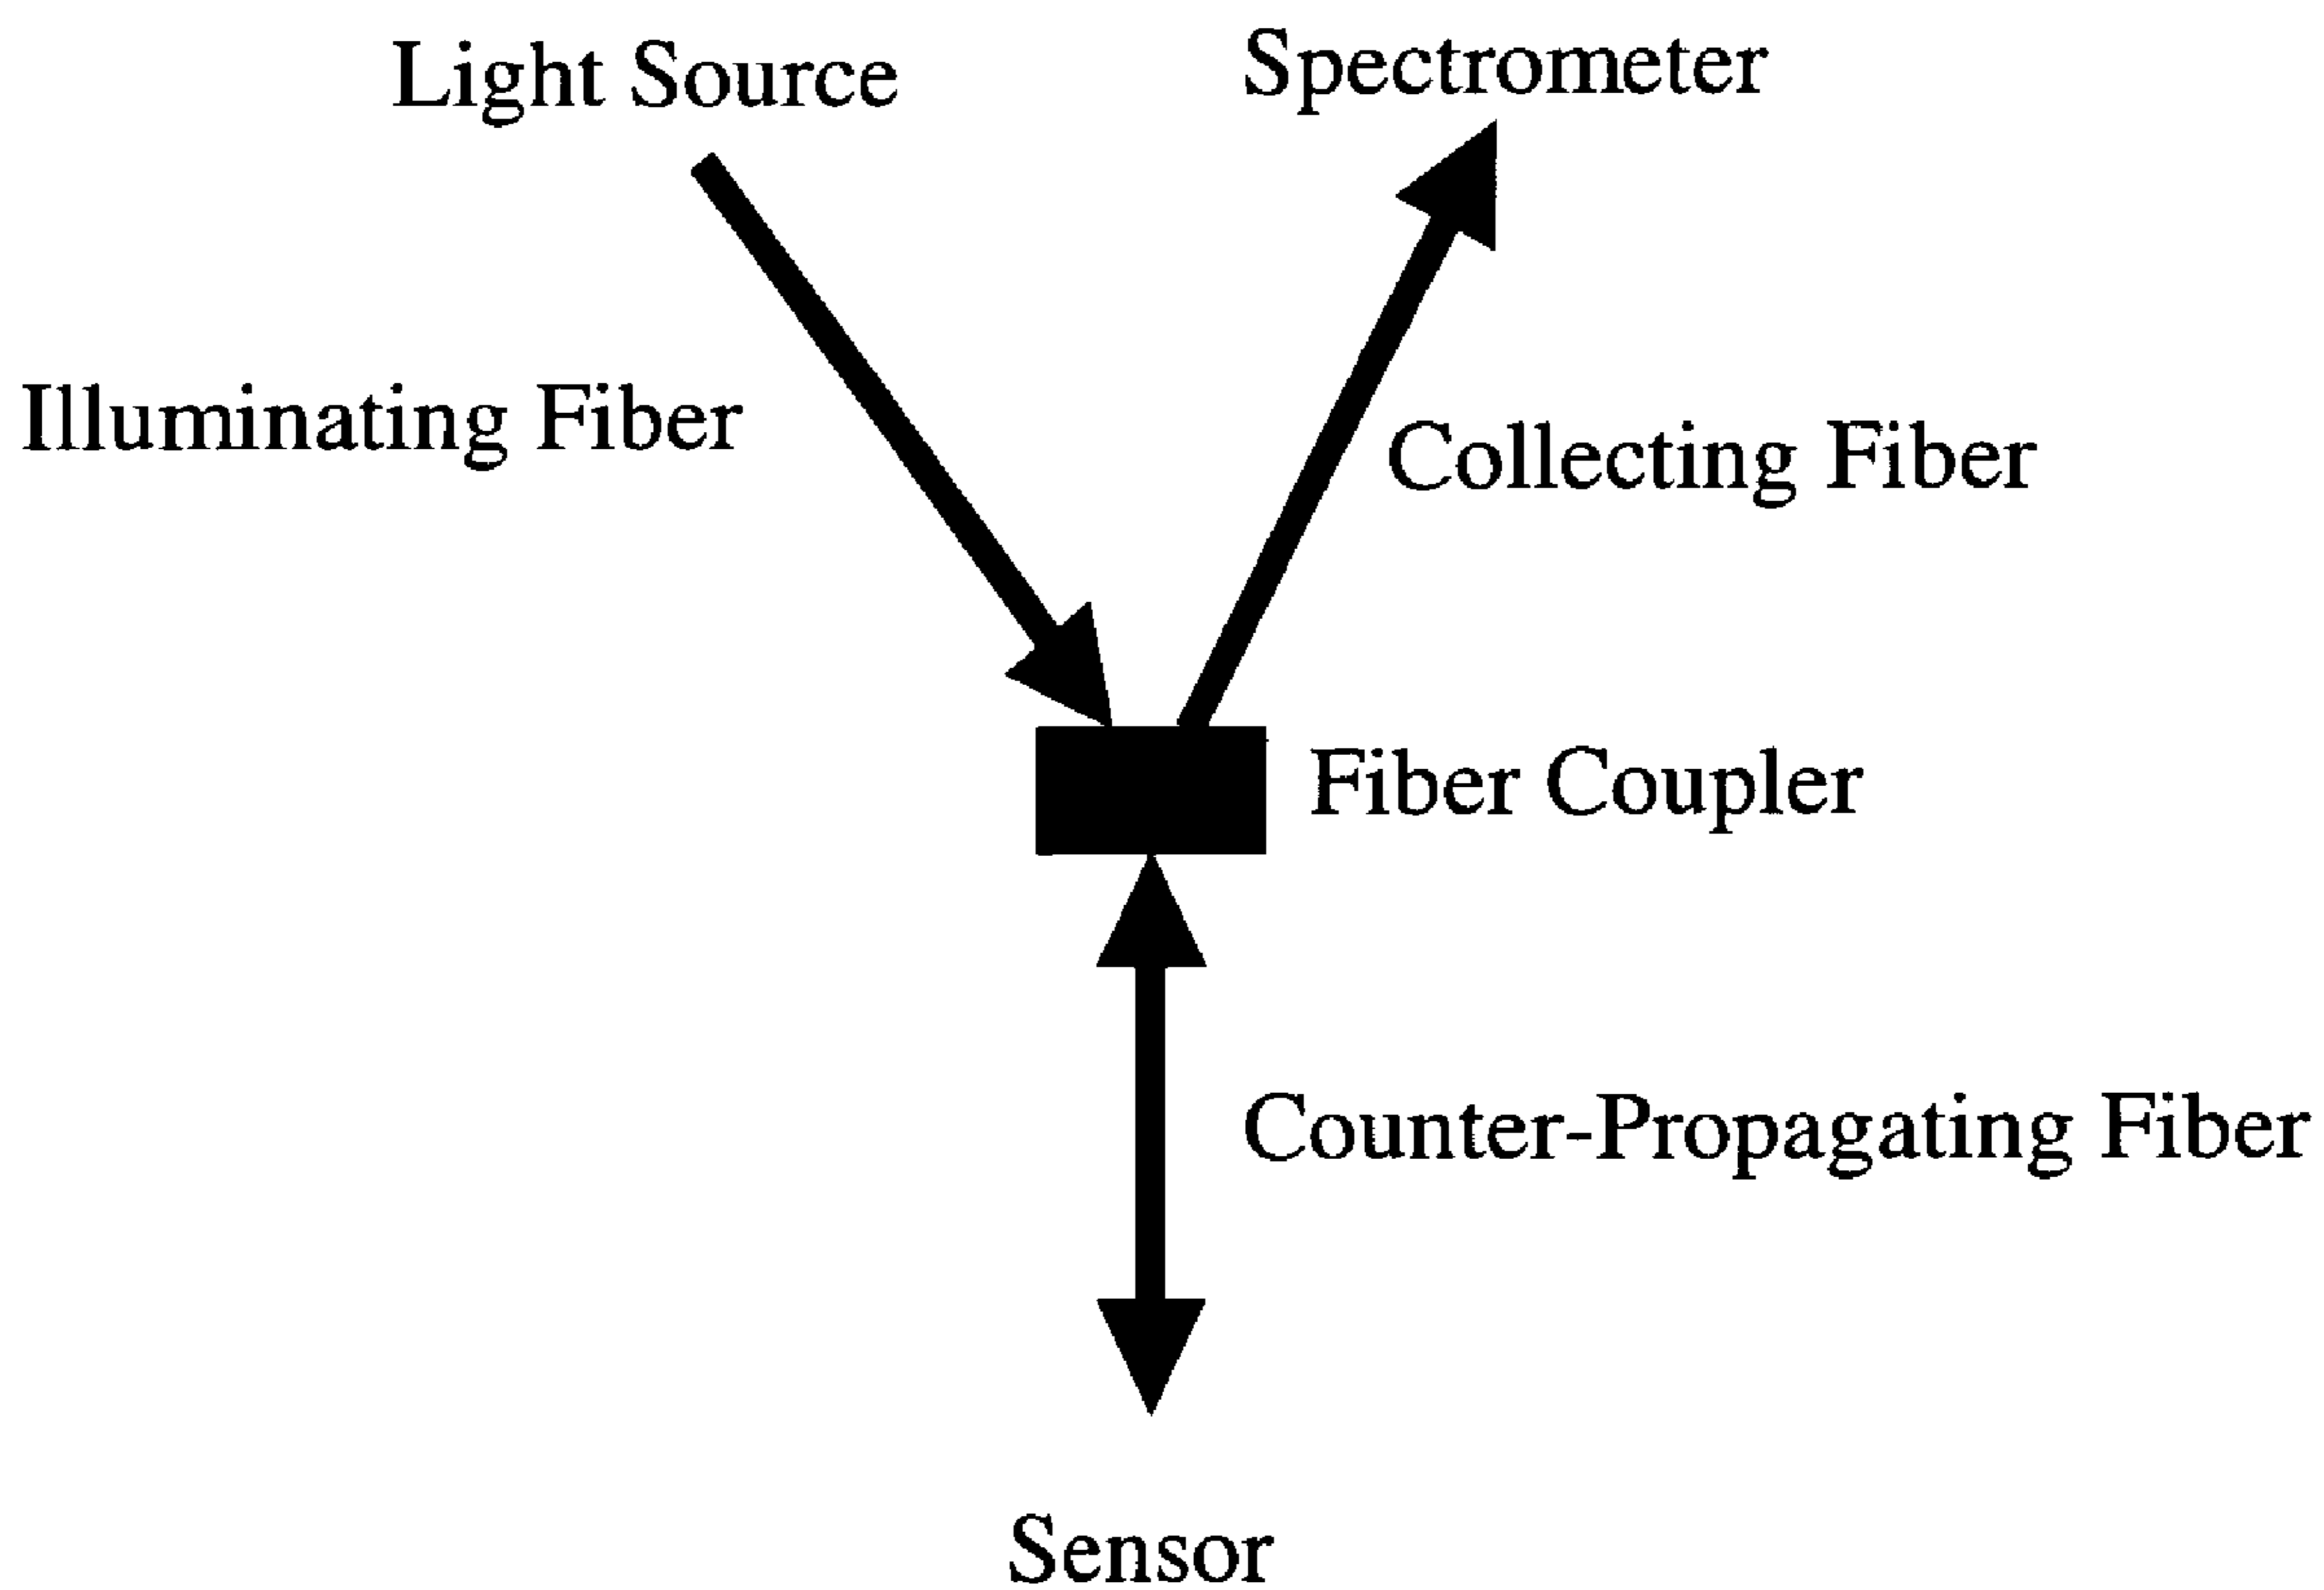 Light Source
Spectrometer
Illuminating Fiber
Collecting Fiber
Fiber Coupler
Counter-Propagating Fiber
Sensor